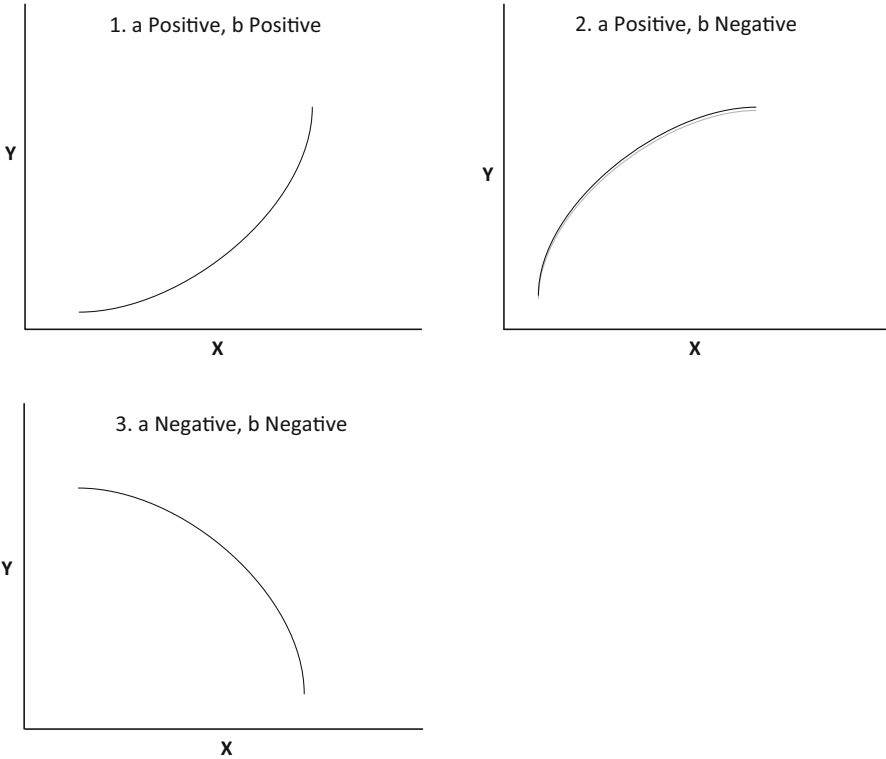 1. a Positive, b Positive
Y
X
2. a Positive, b Negative
Y
X
3. a Negative, b Negative
Y
X